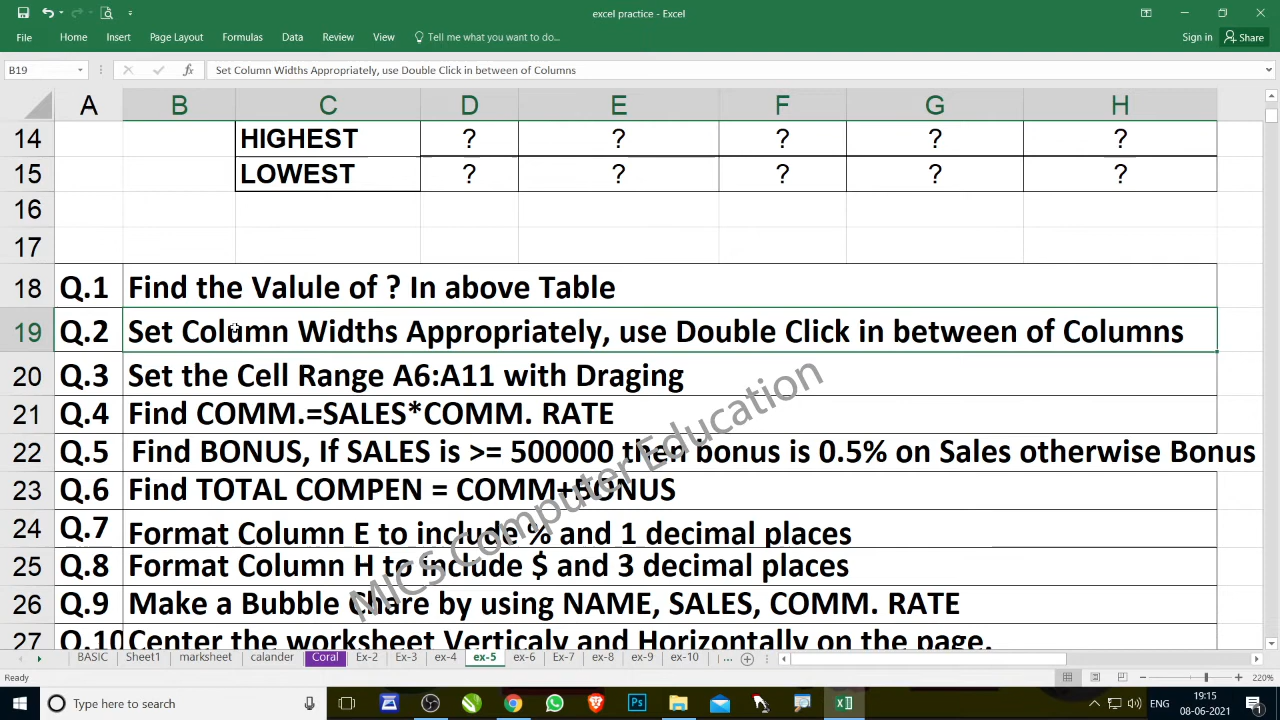 excel practice - Excel
File Home Insert Page Layout Formulas Data Review View Tell me what you want to do... Sign in Share
B19 fx Set Column Widths Appropriately, use Double Click in between of Columns
A B C D E F G H
14 HIGHEST ? ? ? ? ?
15 LOWEST ? ? ? ? ?
16
17
18 Q.1 Find the Valule of ? In above Table
19 Q.2 Set Column Widths Appropriately, use Double Click in between of Columns
20 Q.3 Set the Cell Range A6:A11 with Draging
21 Q.4 Find COMM.=SALES*COMM. RATE
22 Q.5 Find BONUS, If SALES is >= 500000 then bonus is 0.5% on Sales otherwise Bonus
23 Q.6 Find TOTAL COMPEN = COMM+BONUS
24 Q.7 Format Column E to include % and 1 decimal places
25 Q.8 Format Column H to include $ and 3 decimal places
26 Q.9 Make a Bubble Chare by using NAME, SALES, COMM. RATE
27 Q.10 Center the worksheet Verticaly and Horizontally on the page.
MICS Computer Education
BASIC Sheet1 marksheet calander Coral Ex-2 Ex-3 ex-4 ex-5 ex-6 Ex-7 ex-8 ex-9 ex-10 ...
Ready 220%
Type here to search Ps ENG 19:15
08-06-2021 1